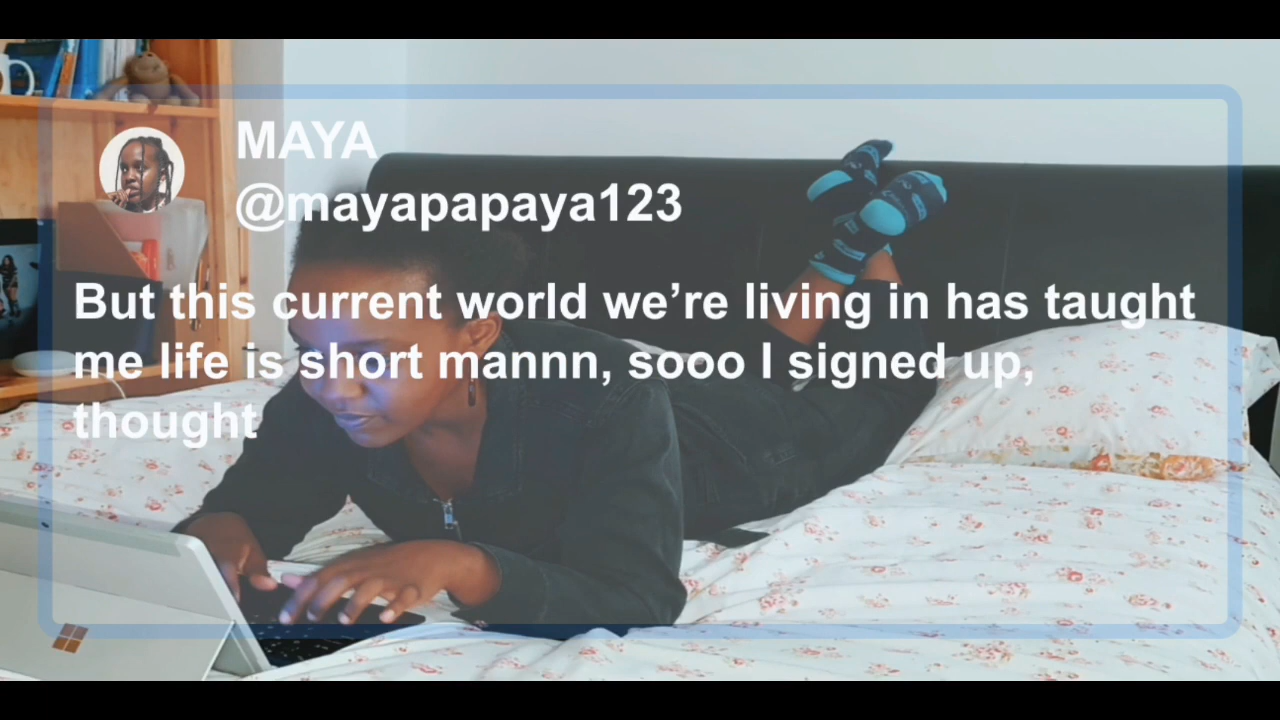 MAYA
@mayapapaya123
But this current world we’re living in has taught
me life is short mannn, sooo I signed up,
thought